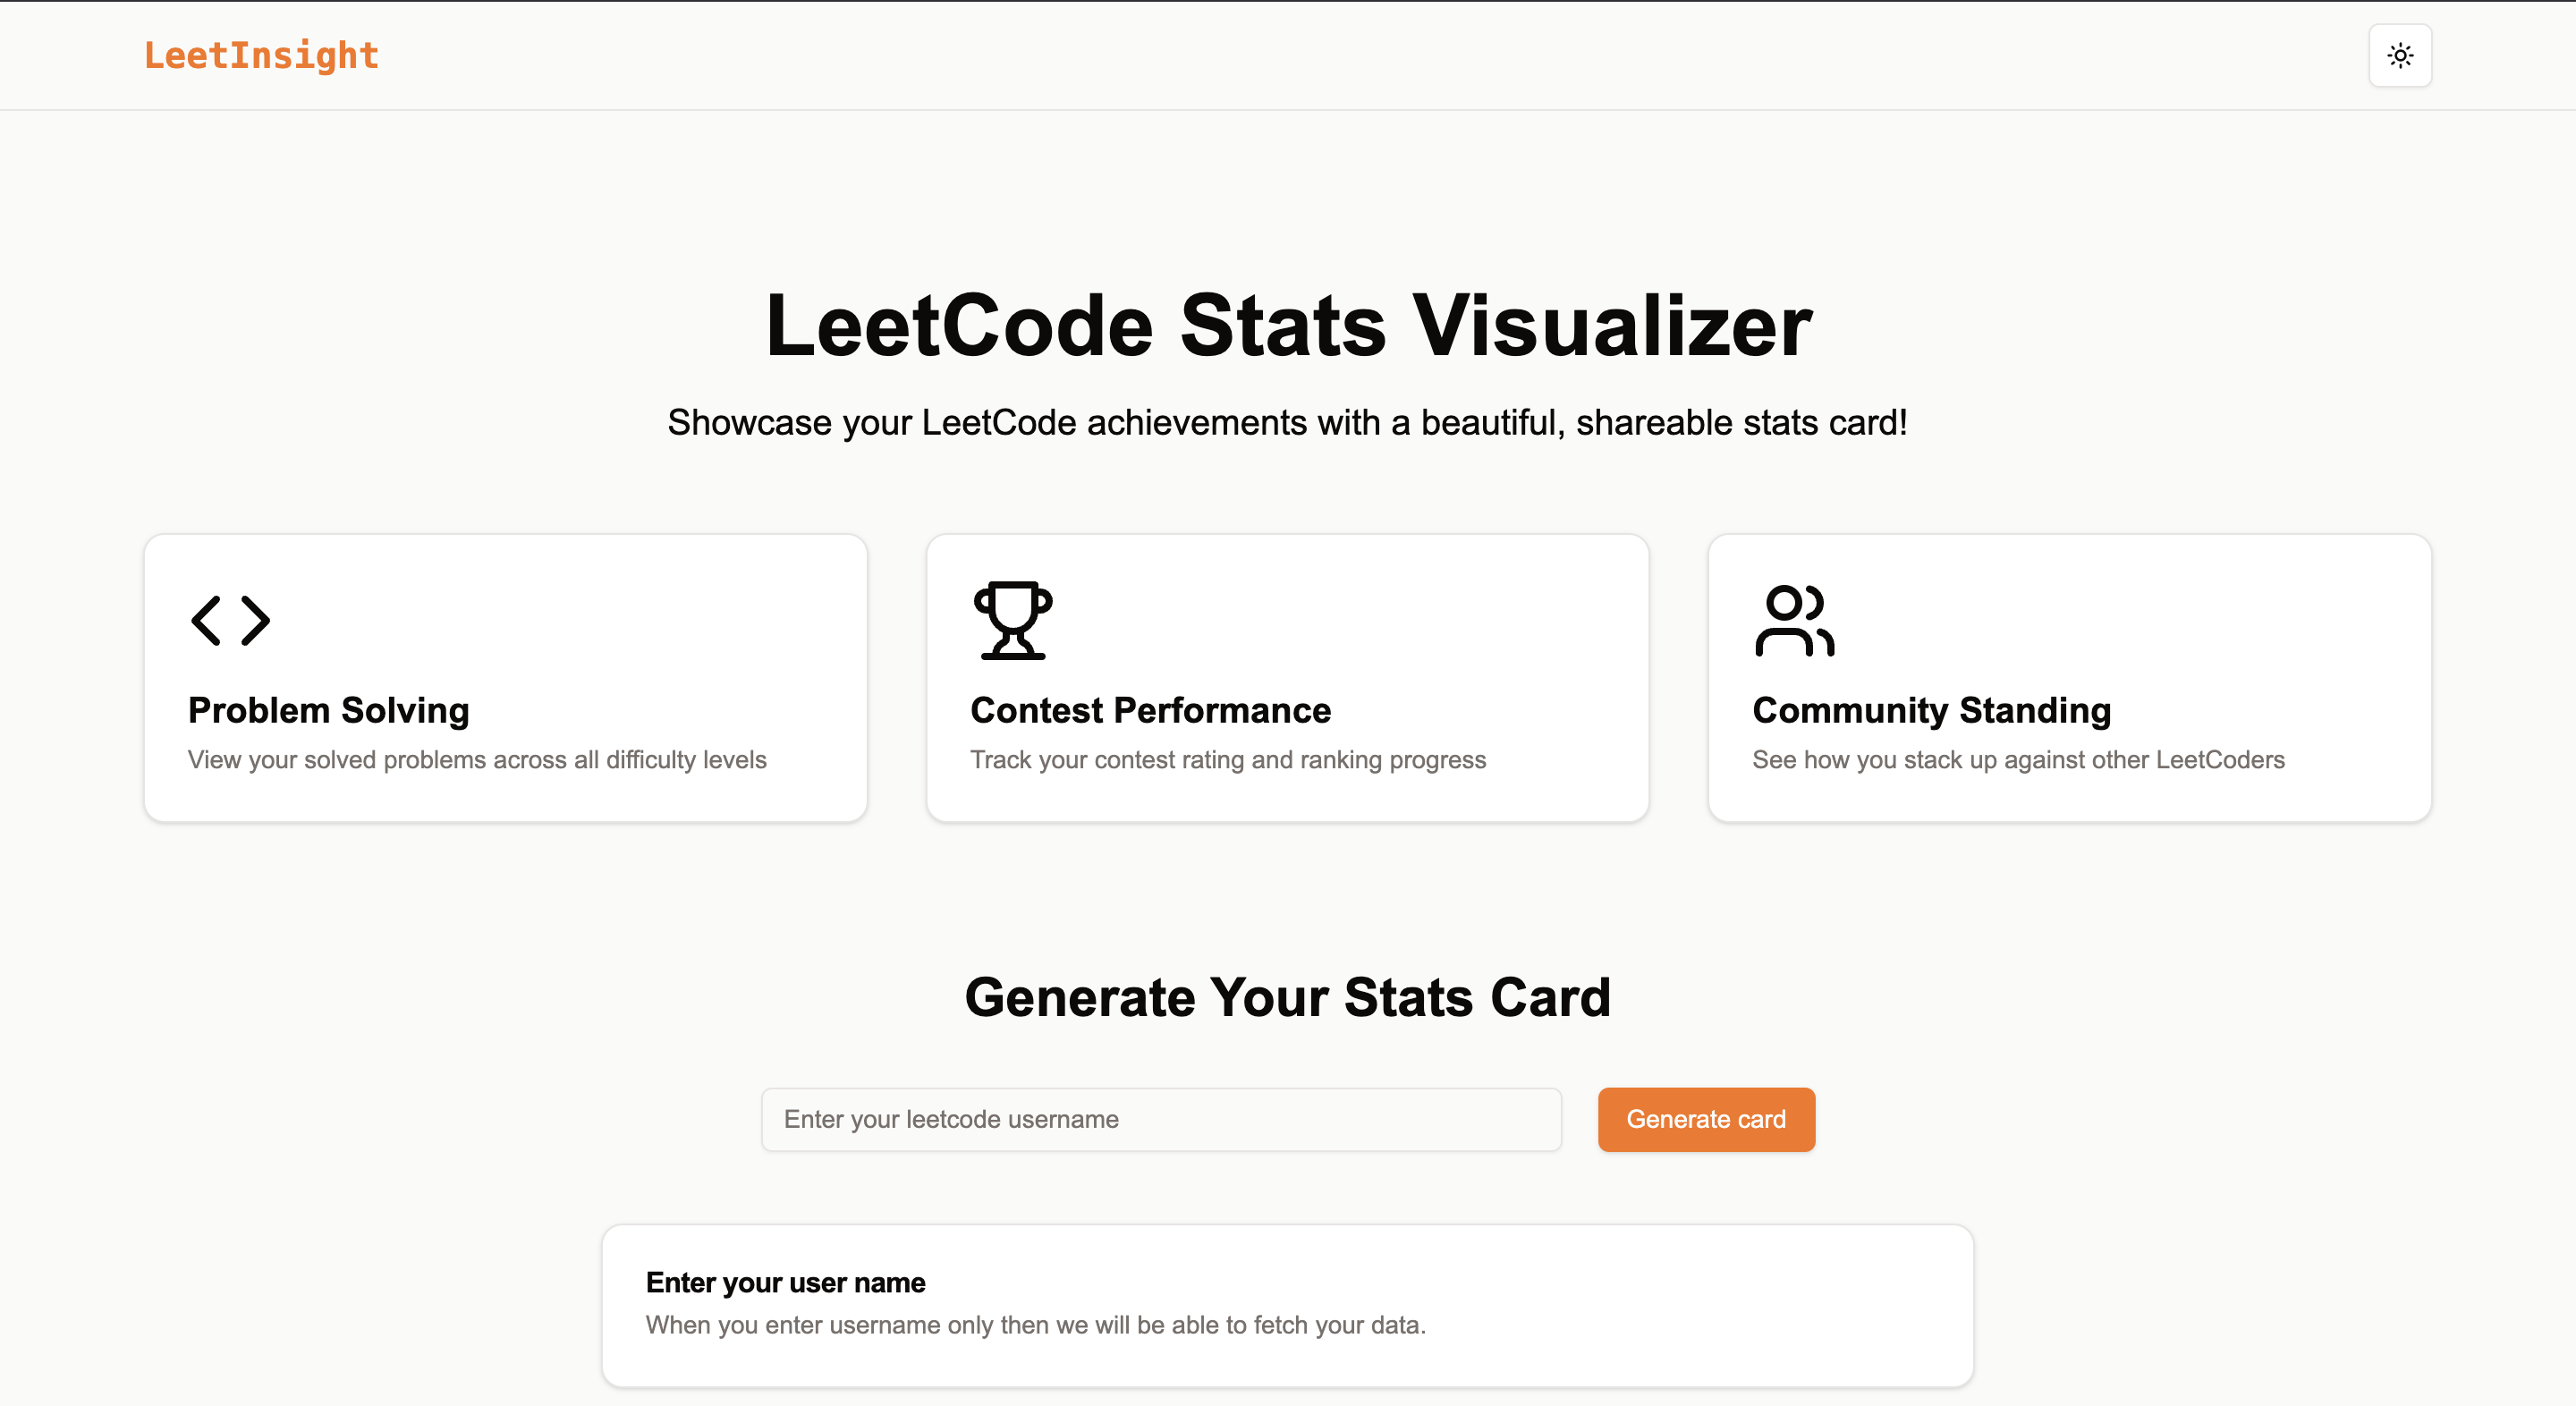 LeetInsight
LeetCode Stats Visualizer
Showcase your LeetCode achievements with a beautiful, shareable stats card!
Problem Solving
View your solved problems across all difficulty levels
Contest Performance
Track your contest rating and ranking progress
Community Standing
See how you stack up against other LeetCoders
Generate Your Stats Card
Enter your leetcode username
Generate card
Enter your user name
When you enter username only then we will be able to fetch your data.